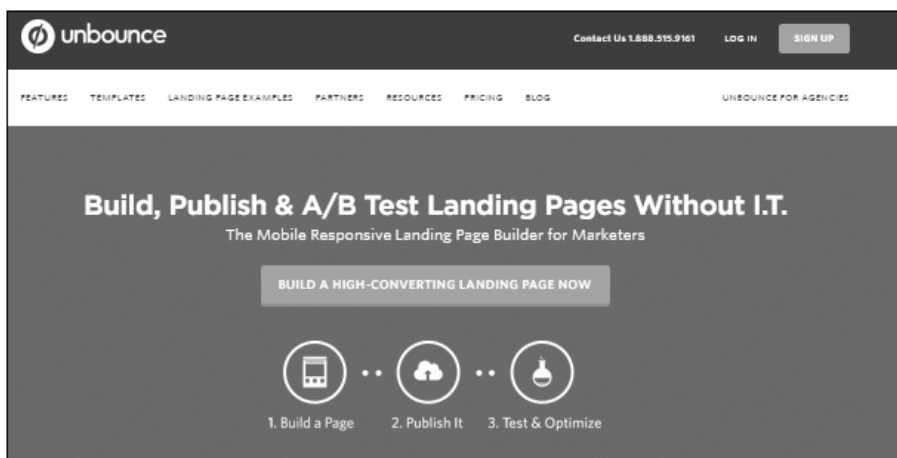 unbounce
Contact Us 1.888.515.9161 LOG IN SIGN UP
FEATURES TEMPLATES LANDING PAGE EXAMPLES PARTNERS RESOURCES PRICING BLOG UNBOUNCE FOR AGENCIES
Build, Publish & A/B Test Landing Pages Without I.T.
The Mobile Responsive Landing Page Builder for Marketers
BUILD A HIGH-CONVERTING LANDING PAGE NOW
1. Build a Page 2. Publish It 3. Test & Optimize